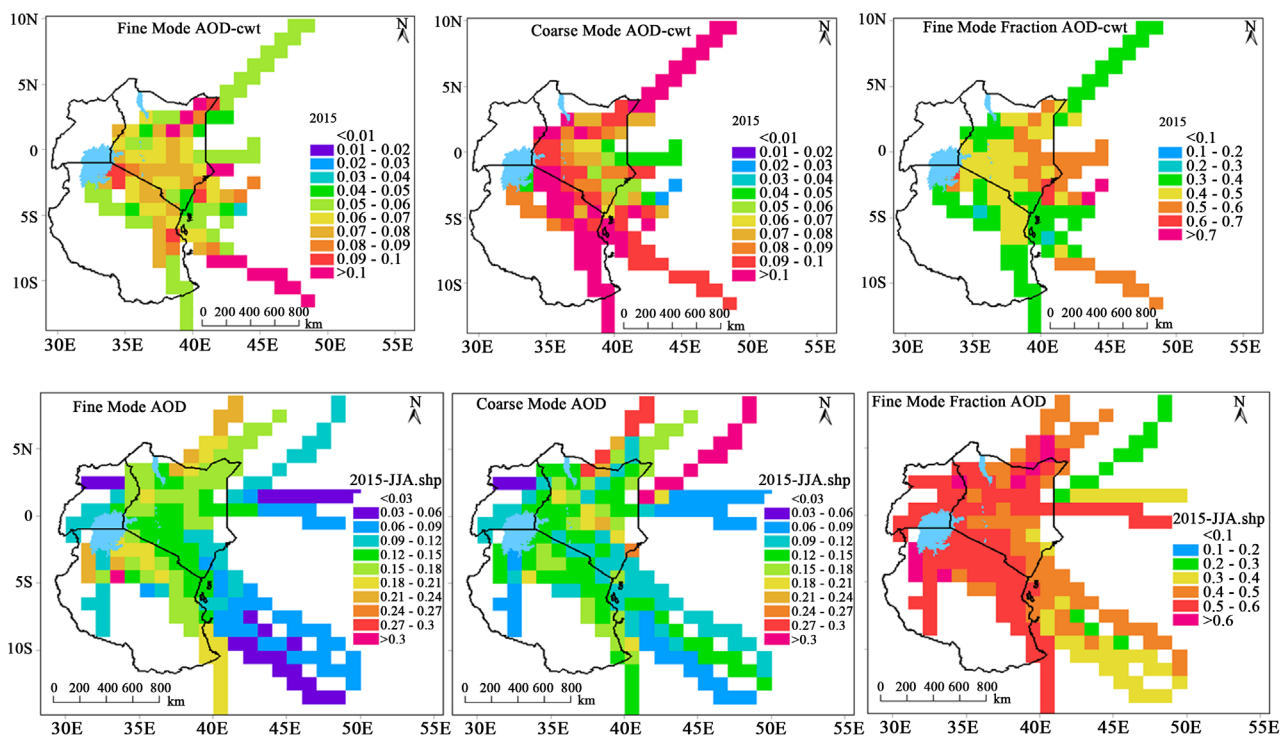 Fine Mode AOD-cwt
N
10N
5N
0
5S
10S
2015
<0.01
0.01 - 0.02
0.02 - 0.03
0.03 - 0.04
0.04 - 0.05
0.05 - 0.06
0.06 - 0.07
0.07 - 0.08
0.08 - 0.09
0.09 - 0.1
>0.1
0 200 400 600 800
km
30E 35E 40E 45E 50E 55E
Coarse Mode AOD-cwt
N
10N
5N
0
5S
10S
2015
<0.01
0.01 - 0.02
0.02 - 0.03
0.03 - 0.04
0.04 - 0.05
0.05 - 0.06
0.06 - 0.07
0.07 - 0.08
0.08 - 0.09
0.09 - 0.1
>0.1
0 200 400 600 800
km
30E 35E 40E 45E 50E 55E
Fine Mode Fraction AOD-cwt
N
10N
5N
0
5S
10S
2015
<0.1
0.1 - 0.2
0.2 - 0.3
0.3 - 0.4
0.4 - 0.5
0.5 - 0.6
0.6 - 0.7
>0.7
0 200 400 600 800
km
30E 35E 40E 45E 50E 55E
Fine Mode AOD
N
5N
0
5S
10S
2015-JJA.shp
<0.03
0.03 - 0.06
0.06 - 0.09
0.09 - 0.12
0.12 - 0.15
0.15 - 0.18
0.18 - 0.21
0.21 - 0.24
0.24 - 0.27
0.27 - 0.3
>0.3
0 200 400 600 800
km
30E 35E 40E 45E 50E 55E
Coarse Mode AOD
N
2015-JJA.shp
<0.03
0.03 - 0.06
0.06 - 0.09
0.09 - 0.12
0.12 - 0.15
0.15 - 0.18
0.18 - 0.21
0.21 - 0.24
0.24 - 0.27
0.27 - 0.3
>0.3
0 200 400 600 800
km
30E 35E 40E 45E 50E 55E
Fine Mode Fraction AOD
N
2015-JJA.shp
<0.1
0.1 - 0.2
0.2 - 0.3
0.3 - 0.4
0.4 - 0.5
0.5 - 0.6
>0.6
0 200 400 600 800
km
30E 35E 40E 45E 50E 55E